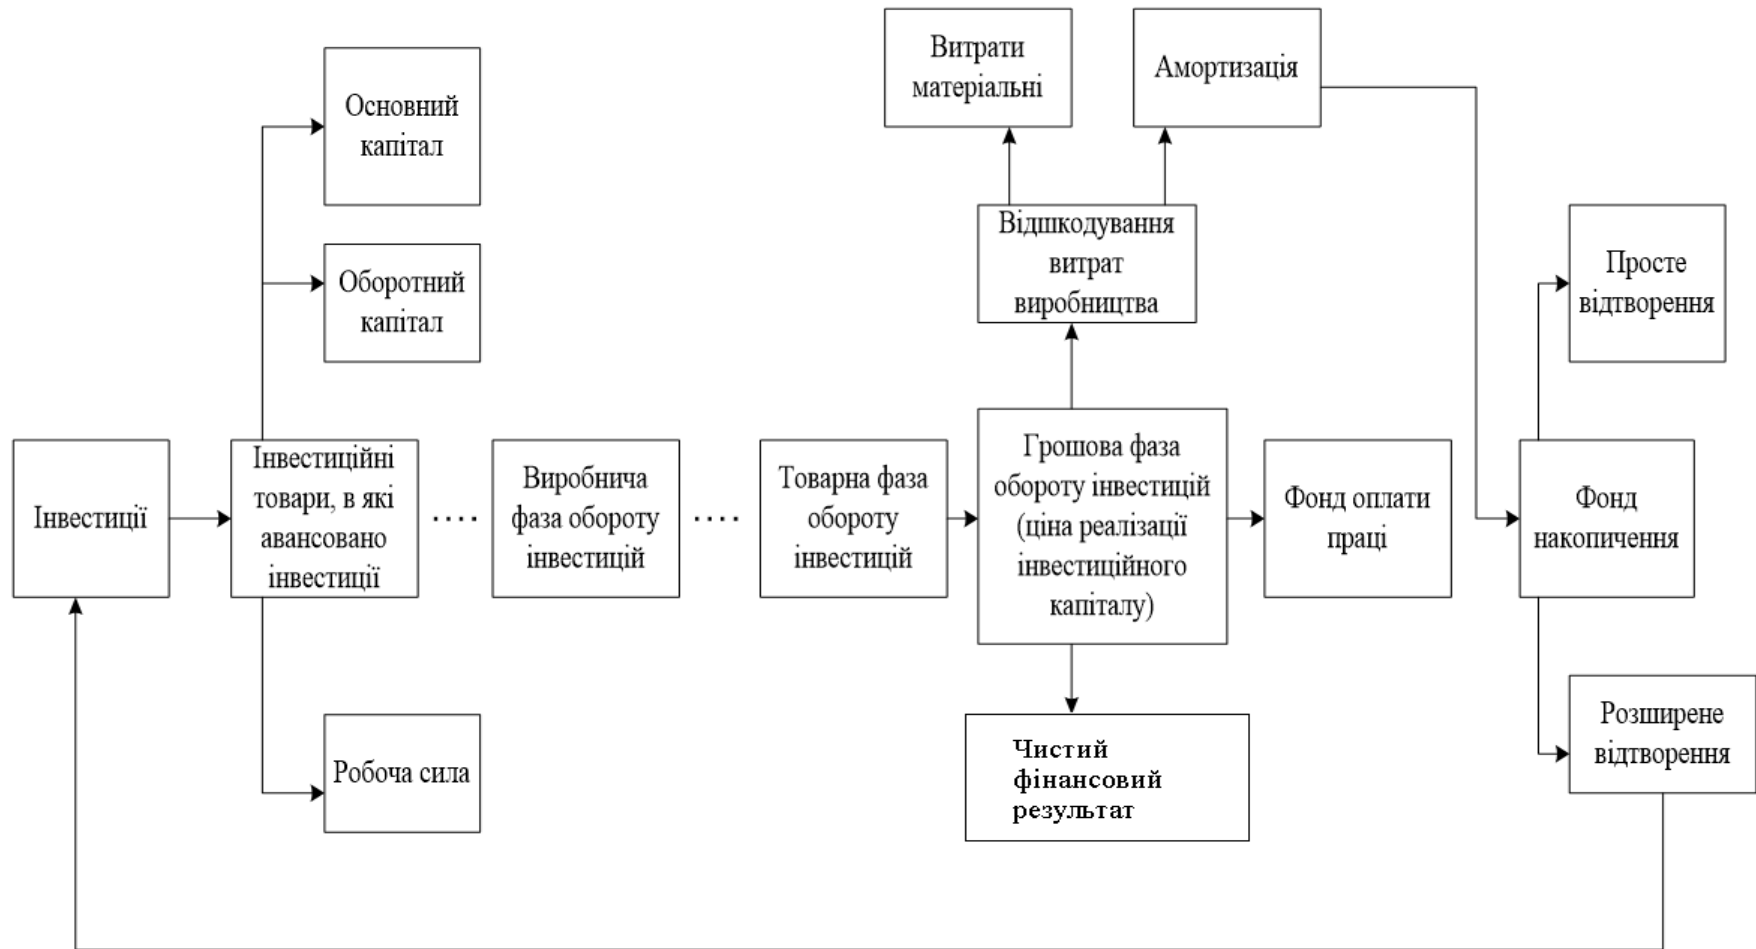 Витрати
матеріальні
Амортизація
Основний
капітал
Відшкодування
витрат
виробництва
Просте
відтворення
Оборотний
капітал
Інвестиції
Інвестиційні
товари, в які
авансовано
інвестиції
....
Виробнича
фаза обороту
інвестицій
....
Товарна фаза
обороту
інвестицій
Грошова фаза
обороту інвестицій
(ціна реалізації
інвестиційного
капіталу)
Фонд оплати
праці
Фонд
накопичення
Робоча сила
Чистий
фінансовий
результат
Розширене
відтворення